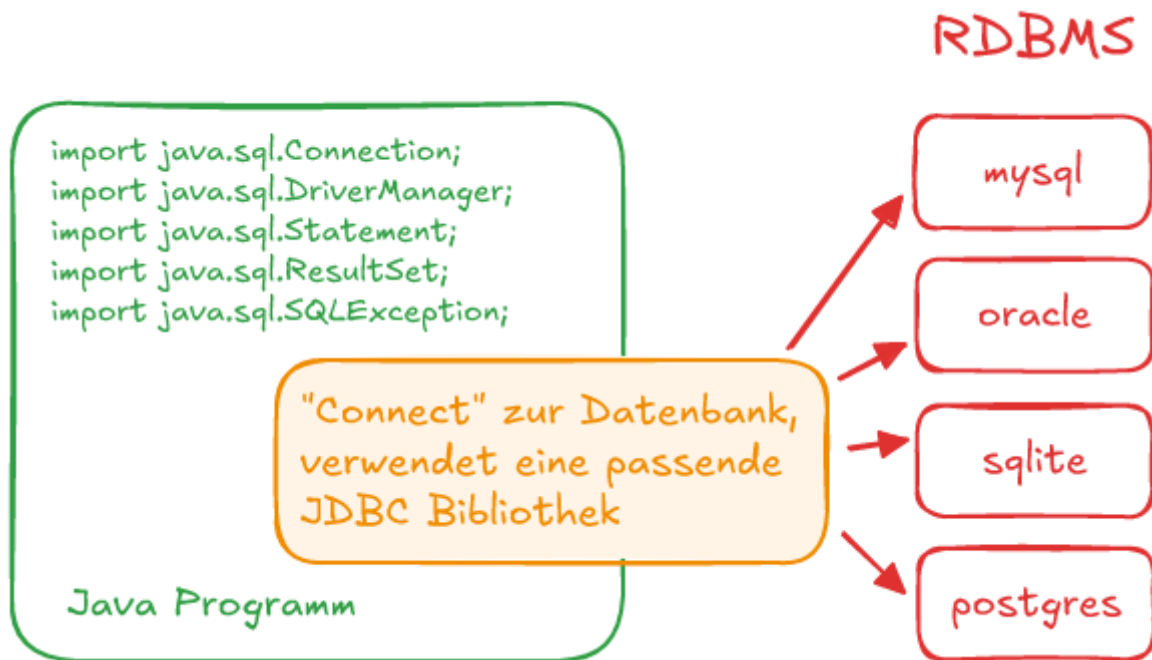 RDBMS
import java.sql.Connection;
import java.sql.DriverManager;
import java.sql.Statement;
import java.sql.ResultSet;
import java.sql.SQLException;
"Connect" zur Datenbank,
verwendet eine passende
JDBC Bibliothek
Java Programm
mysql
oracle
sqlite
postgres